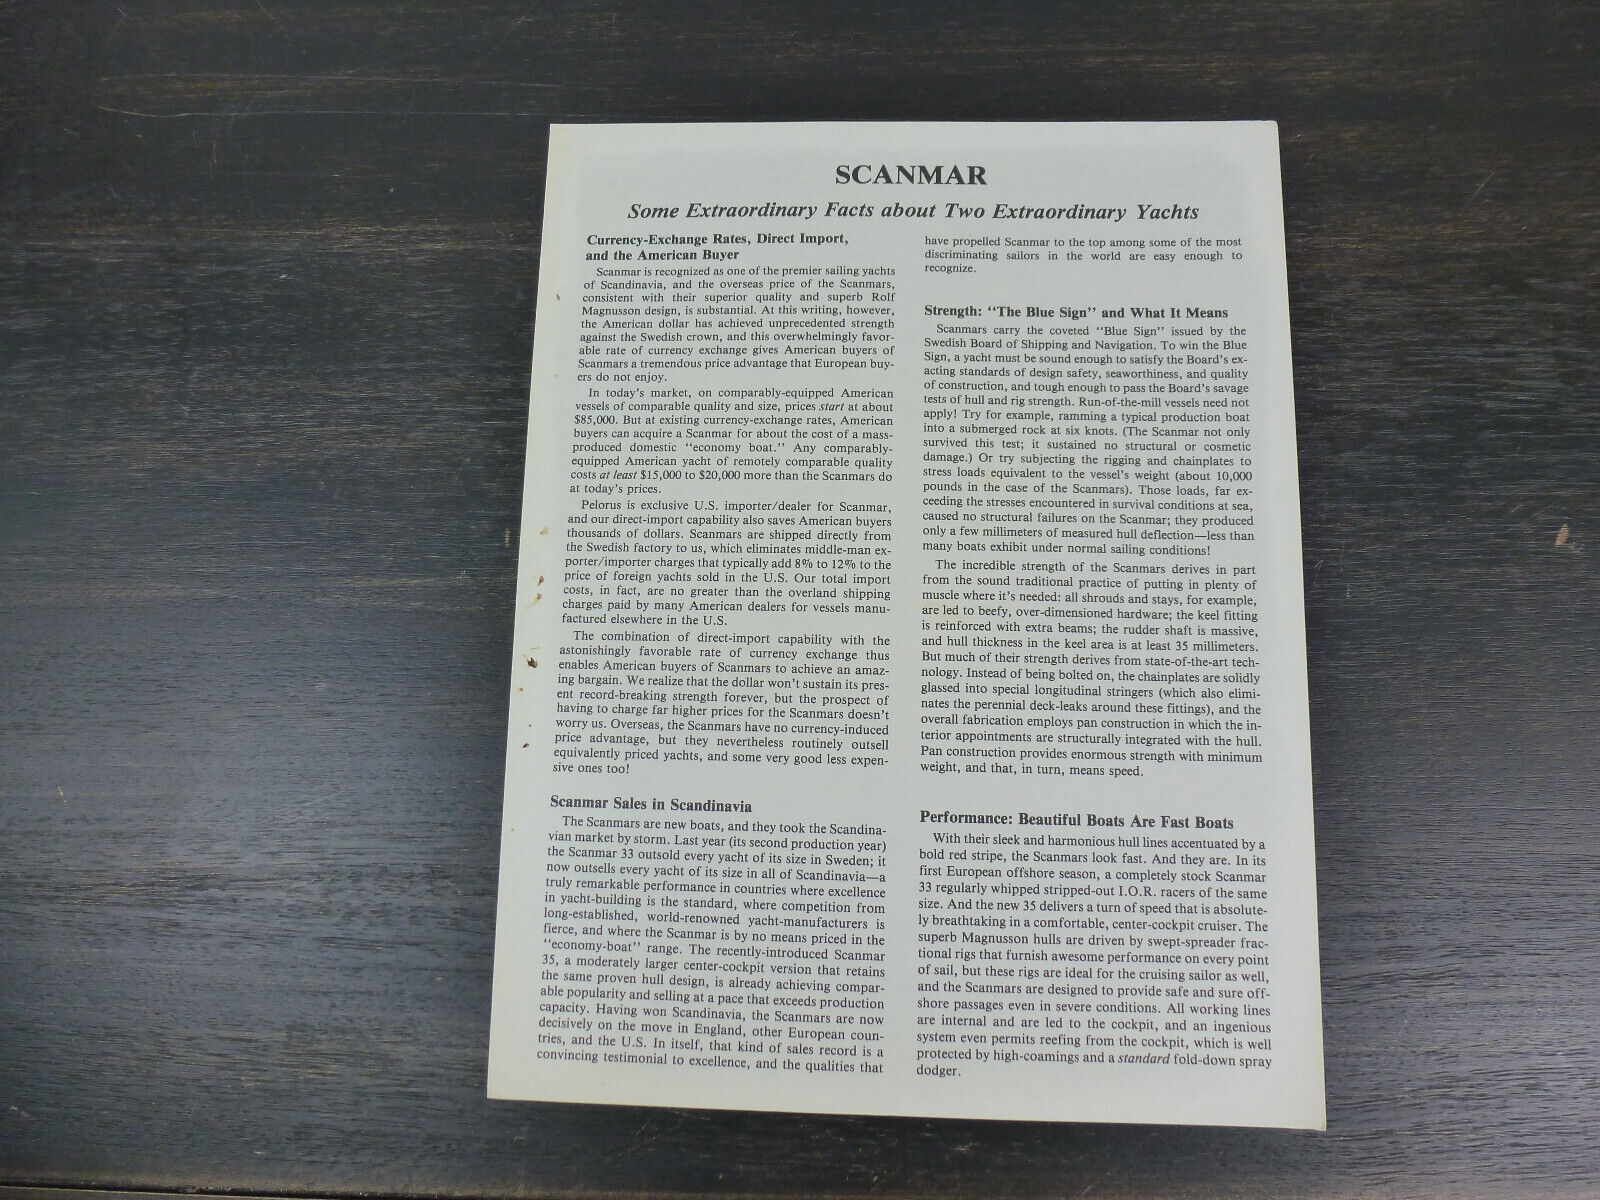 SCANMAR
Some Extraordinary Facts about Two Extraordinary Yachts
Currency-Exchange Rates, Direct Import,
and the American Buyer
Scanmar is recognized as one of the premier sailing yachts
of Scandinavia, and the overseas price of the Scanmars,
consistent with their superior quality and superb Rolf
Magnusson design, is substantial. At this writing, however,
the American dollar has achieved unprecedented strength
against the Swedish crown, and this overwhelmingly favor-
able rate of currency exchange gives American buyers of
Scanmars a tremendous price advantage that European buy-
ers do not enjoy.
In today's market, on comparably-equipped American
vessels of comparable quality and size, prices start at about
$85,000. But at existing currency-exchange rates, American
buyers can acquire a Scanmar for about the cost of a mass-
produced domestic "economy boat." Any comparably-
equipped American yacht of remotely comparable quality
costs at least $15,000 to $20,000 more than the Scanmars do
at today's prices.
Pelorus is exclusive U.S. importer/dealer for Scanmar,
and our direct-import capability also saves American buyers
thousands of dollars. Scanmars are shipped directly from
the Swedish factory to us, which eliminates middle-man ex-
porter/importer charges that typically add 8% to 12% to the
price of foreign yachts sold in the U.S. Our total import
costs, in fact, are no greater than the overland shipping
charges paid by many American dealers for vessels manu-
factured elsewhere in the U.S.
The combination of direct-import capability with the
astonishingly favorable rate of currency exchange thus
enables American buyers of Scanmars to achieve an amaz-
ing bargain. We realize that the dollar won't sustain its pres-
ent record-breaking strength forever, but the prospect of
having to charge far higher prices for the Scanmars doesn't
worry us. Overseas, the Scanmars have no currency-induced
price advantage, but they nevertheless routinely outsell
equivalently priced yachts, and some very good less expen-
sive ones too!
Scanmar Sales in Scandinavia
The Scanmars are new boats, and they took the Scandina-
vian market by storm. Last year (its second production year)
the Scanmar 33 outsold every yacht of its size in Sweden; it
now outsells every yacht of its size in all of Scandinavia—a
truly remarkable performance in countries where excellence
in yacht-building is the standard, where competition from
long-established, world-renowned yacht-manufacturers is
fierce, and where the Scanmar is by no means priced in the
"economy-boat" range. The recently-introduced Scanmar
35, a moderately larger center-cockpit version that retains
the same proven hull design, is already achieving compar-
able popularity and selling at a pace that exceeds production
capacity. Having won Scandinavia, the Scanmars are now
decisively on the move in England, other European coun-
tries, and the U.S. In itself, that kind of sales record is a
convincing testimonial to excellence, and the qualities that
have propelled Scanmar to the top among some of the most
discriminating sailors in the world are easy enough to
recognize.
Strength: "The Blue Sign" and What It Means
Scanmars carry the coveted "Blue Sign" issued by the
Swedish Board of Shipping and Navigation. To win the Blue
Sign, a yacht must be sound enough to satisfy the Board's ex-
acting standards of design safety, seaworthiness, and quality
of construction, and tough enough to pass the Board's savage
tests of hull and rig strength. Run-of-the-mill vessels need not
apply! Try for example, ramming a typical production boat
into a submerged rock at six knots. (The Scanmar not only
survived this test; it sustained no structural or cosmetic
damage.) Or try subjecting the rigging and chainplates to
stress loads equivalent to the vessel's weight (about 10,000
pounds in the case of the Scanmars). Those loads, far ex-
ceeding the stresses encountered in survival conditions at sea,
caused no structural failures on the Scanmar; they produced
only a few millimeters of measured hull deflection—less than
many boats exhibit under normal sailing conditions!
The incredible strength of the Scanmars derives in part
from the sound traditional practice of putting in plenty of
muscle where it's needed: all shrouds and stays, for example,
are led to beefy, over-dimensioned hardware; the keel fitting
is reinforced with extra beams; the rudder shaft is massive,
and hull thickness in the keel area is at least 35 millimeters.
But much of their strength derives from state-of-the-art tech-
nology. Instead of being bolted on, the chainplates are solidly
glassed into special longitudinal stringers (which also elimi-
nates the perennial deck-leaks around these fittings), and the
overall fabrication employs pan construction in which the in-
terior appointments are structurally integrated with the hull.
Pan construction provides enormous strength with minimum
weight, and that, in turn, means speed.
Performance: Beautiful Boats Are Fast Boats
With their sleek and harmonious hull lines accentuated by a
bold red stripe, the Scanmars look fast. And they are. In its
first European offshore season, a completely stock Scanmar
33 regularly whipped stripped-out I.O.R. racers of the same
size. And the new 35 delivers a turn of speed that is absolute-
ly breathtaking in a comfortable, center-cockpit cruiser. The
superb Magnusson hulls are driven by swept-spreader frac-
tional rigs that furnish awesome performance on every point
of sail, but these rigs are ideal for the cruising sailor as well,
and the Scanmars are designed to provide safe and sure off-
shore passages even in severe conditions. All working lines
are internal and are led to the cockpit, and an ingenious
system even permits reefing from the cockpit, which is well
protected by high-coamings and a standard fold-down spray
dodger.